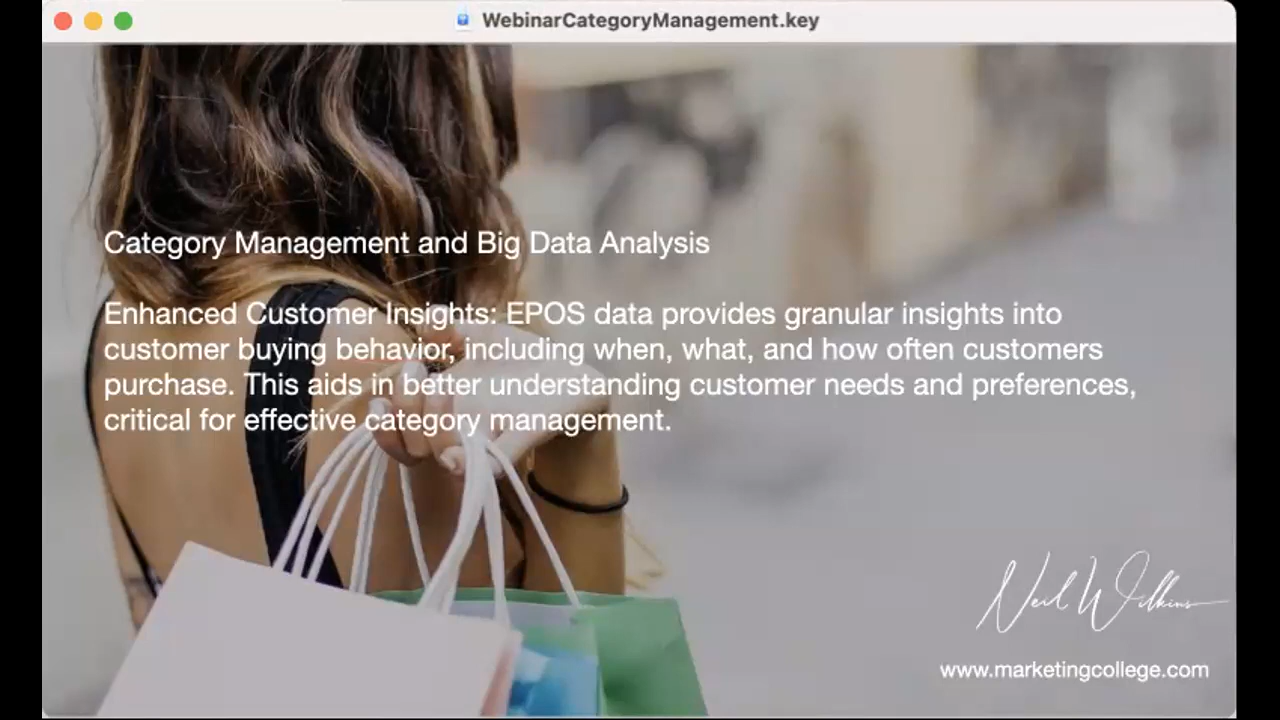 WebinarCategoryManagement.key
Category Management and Big Data Analysis
Enhanced Customer Insights: EPOS data provides granular insights into
customer buying behavior, including when, what, and how often customers
purchase. This aids in better understanding customer needs and preferences,
critical for effective category management.
Neil Wilkins
www.marketingcollege.com